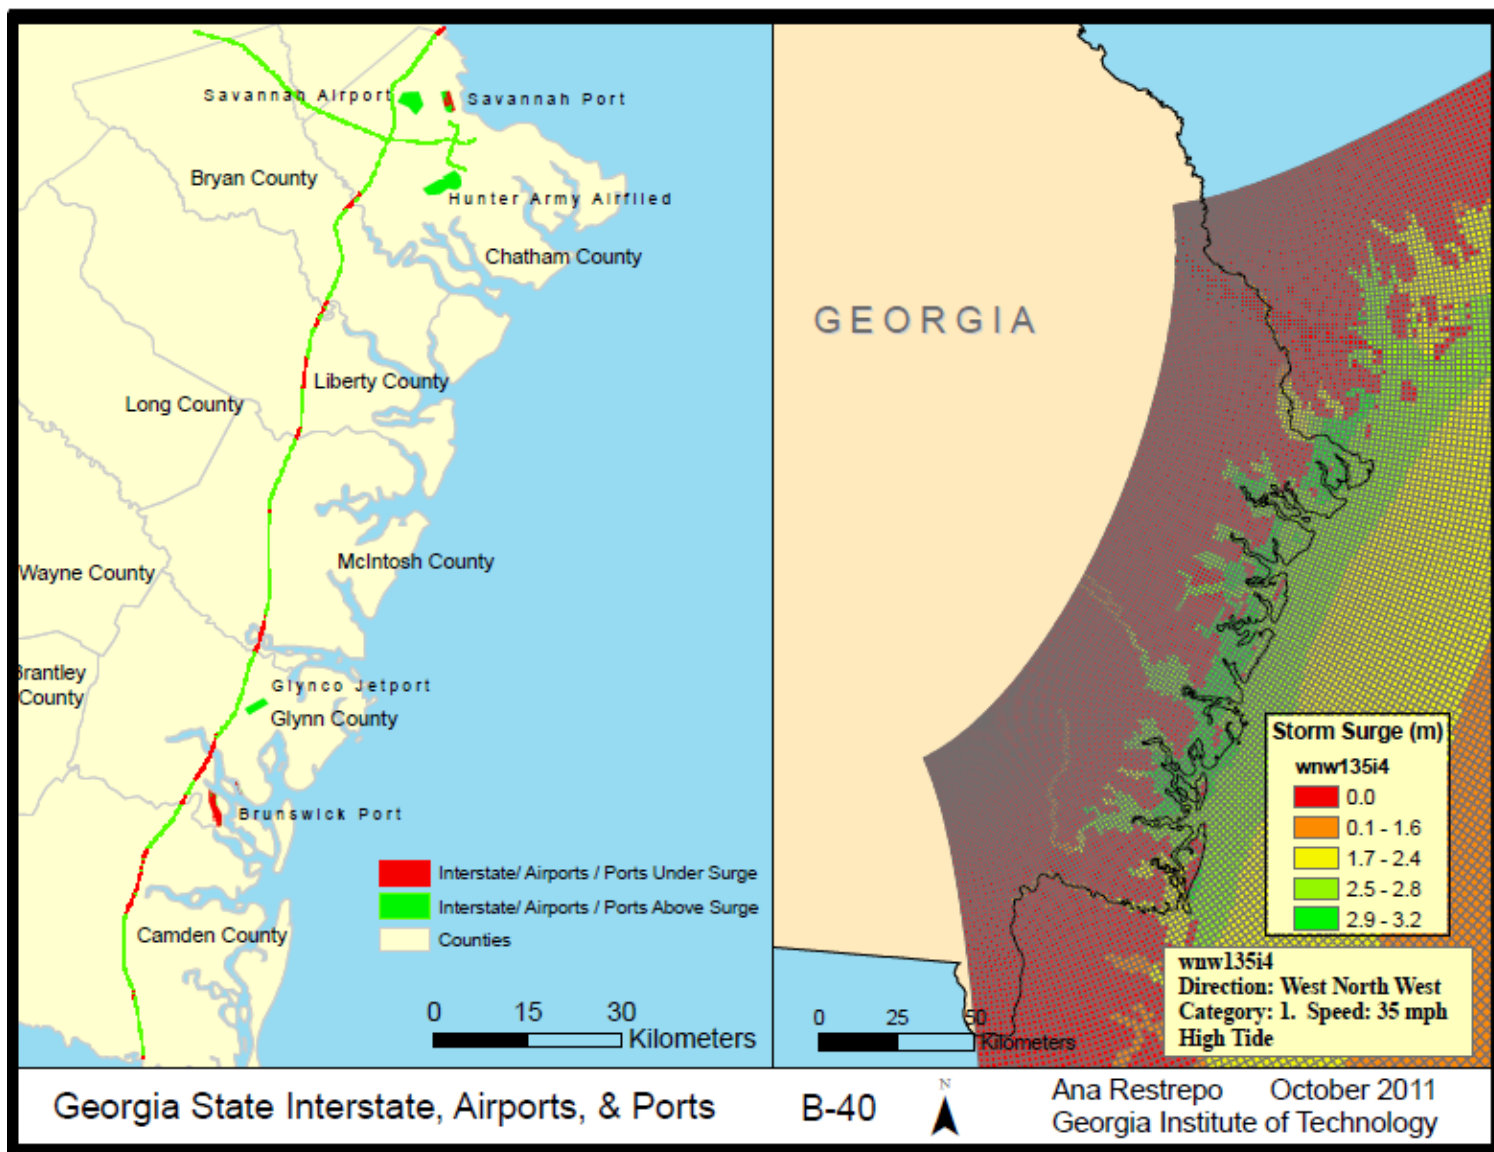 Savannah Airport
Savannah Port
Bryan County
Hunter Army Airfiled
Chatham County
Liberty County
Long County
McIntosh County
Wayne County
Brantley
County
Glynco Jetport
Glynn County
Brunswick Port
Camden County
Interstate/ Airports / Ports Under Surge
Interstate/ Airports / Ports Above Surge
Counties
0 15 30
Kilometers
GEORGIA
Storm Surge (m)
wnw135i4
0.0
0.1 - 1.6
1.7 - 2.4
2.5 - 2.8
2.9 - 3.2
wnw135i4
Direction: West North West
Category: 1. Speed: 35 mph
High Tide
0 25 50
Kilometers
Georgia State Interstate, Airports, & Ports
B-40
N
Ana Restrepo October 2011
Georgia Institute of Technology